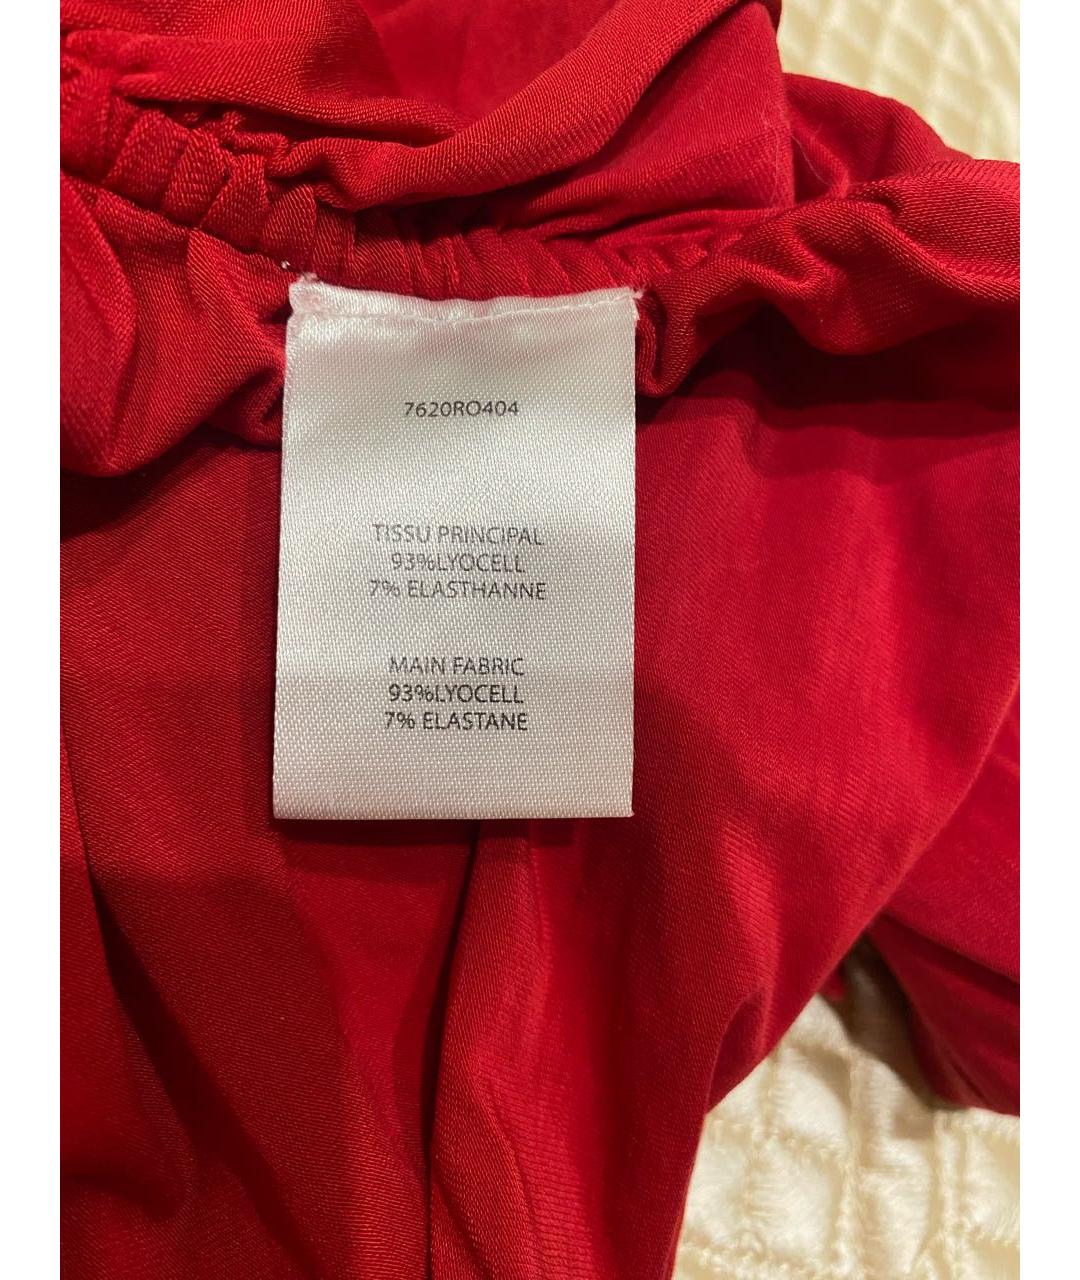 7620RO404
TISSU PRINCIPAL
93%LYOCELL
7% ELASTHANNE
MAIN FABRIC
93%LYOCELL
7% ELASTANE